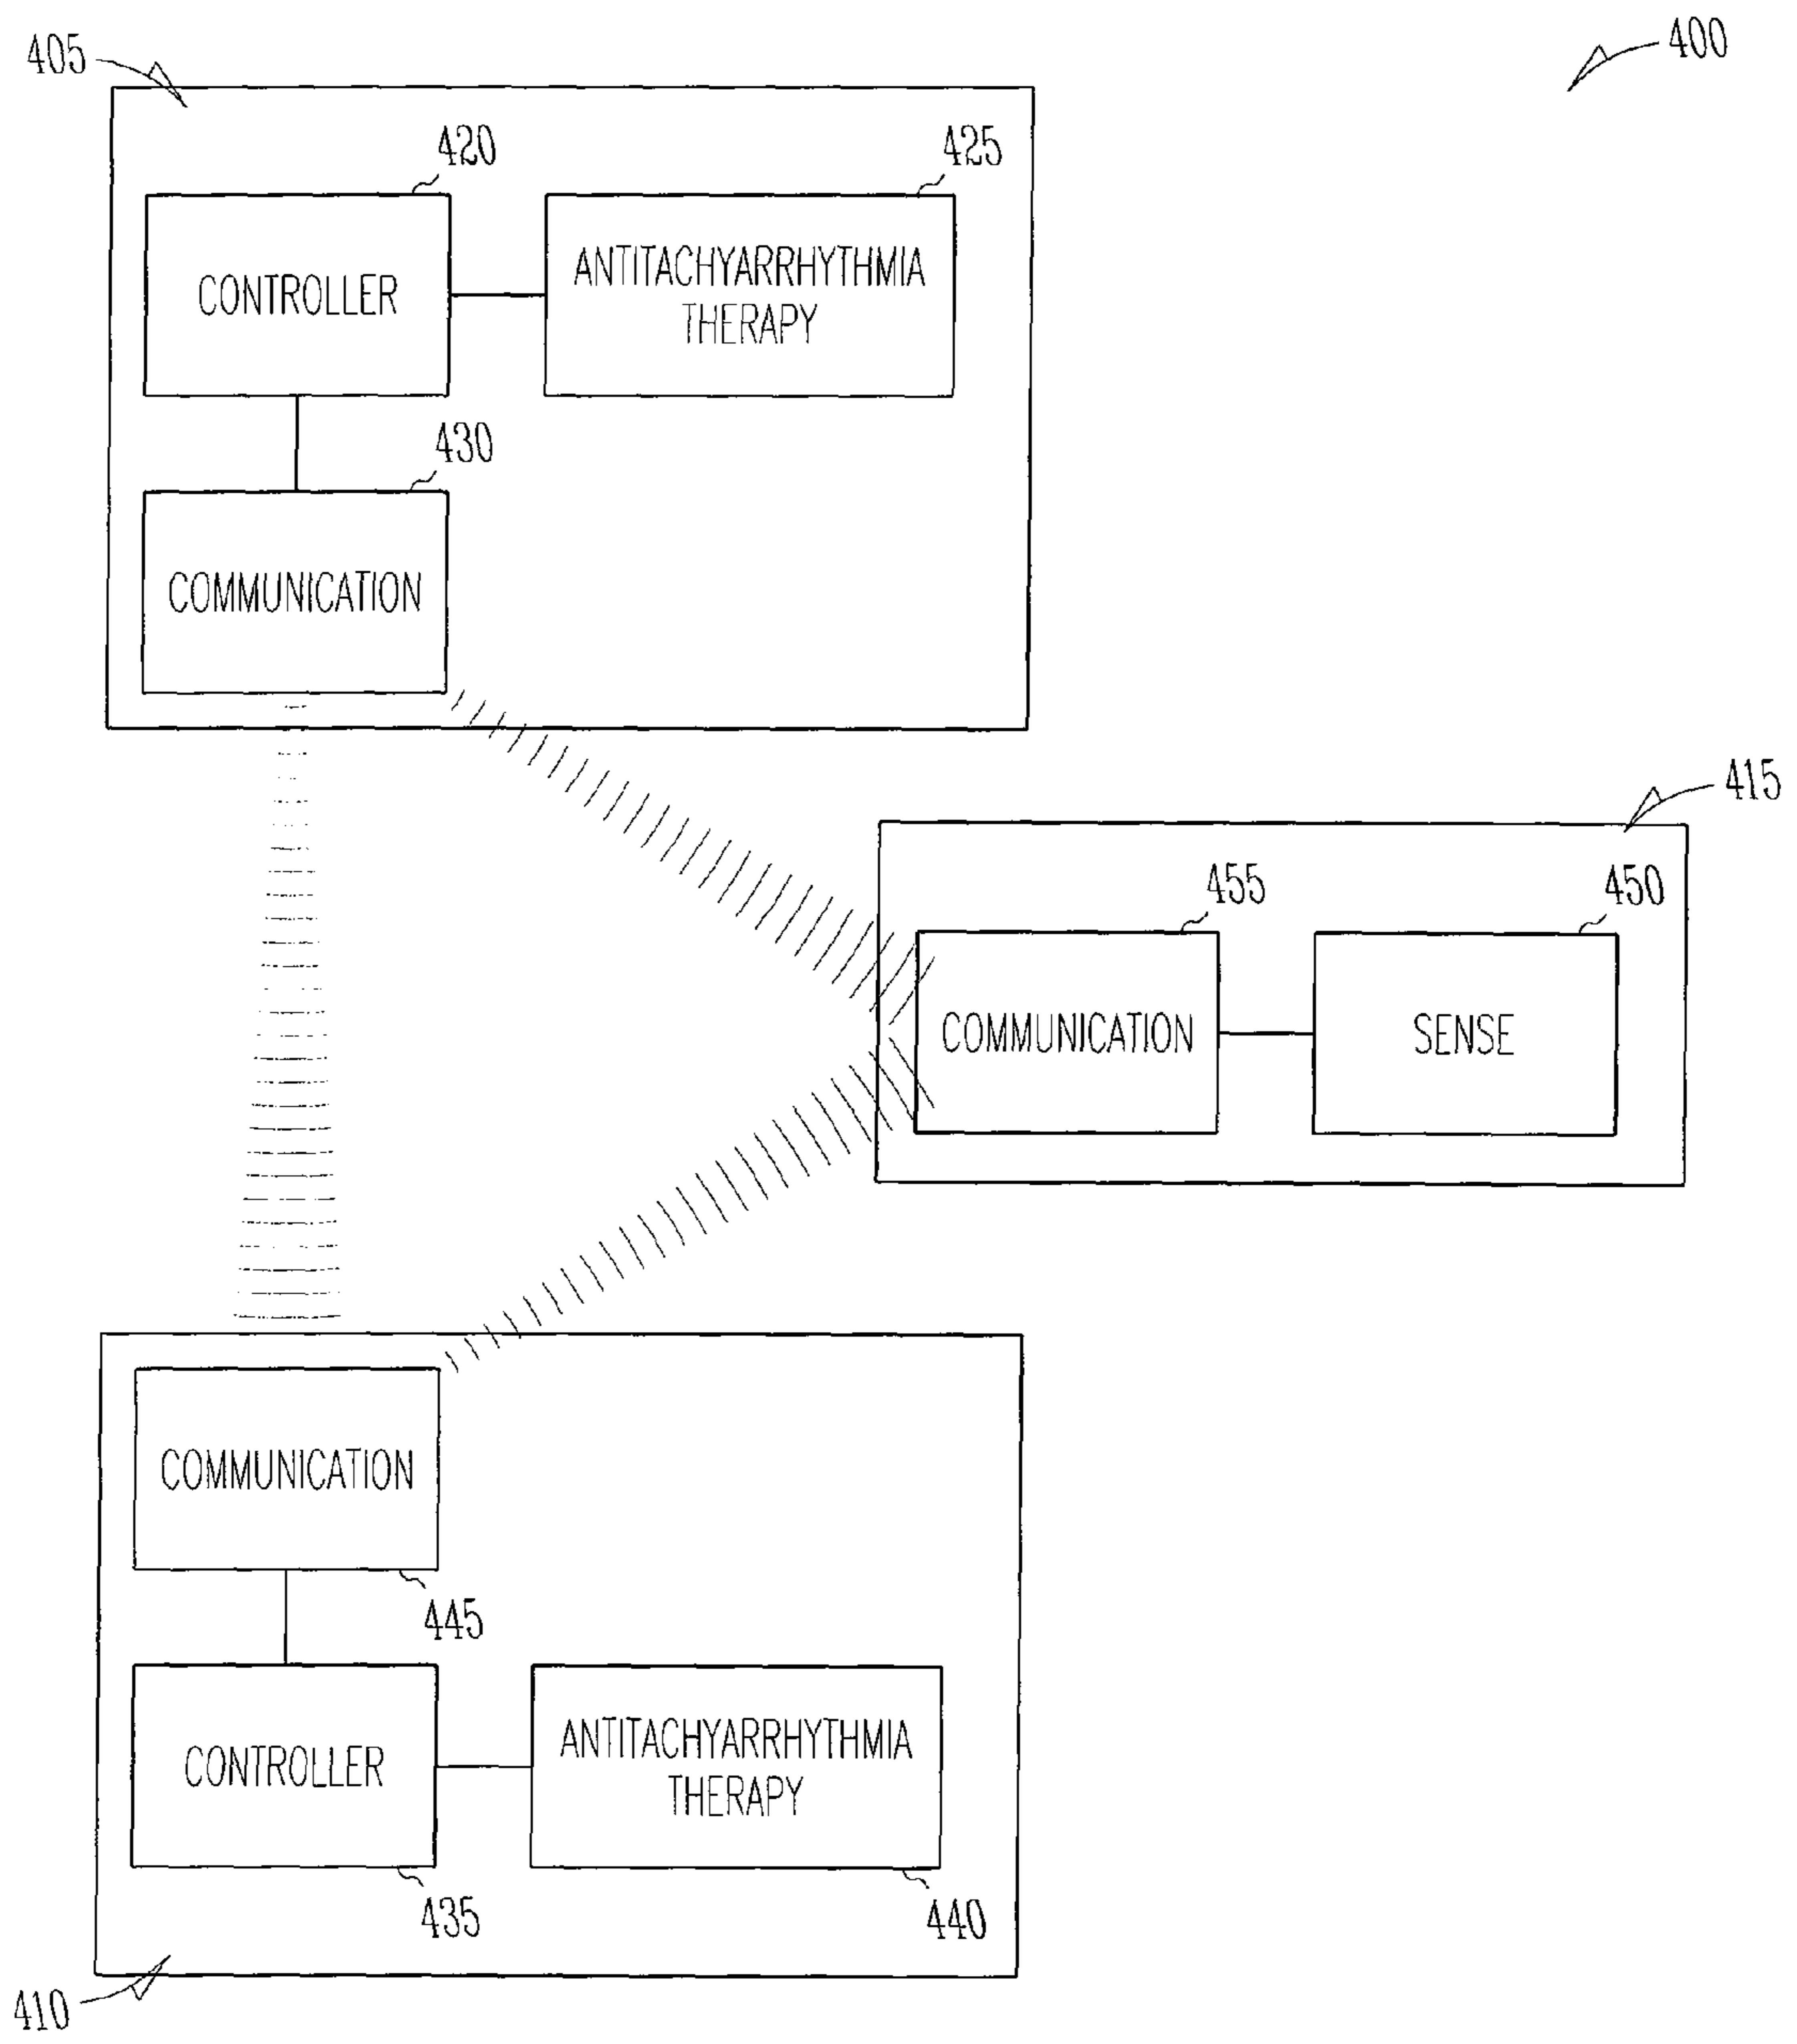 400
405
420
425
CONTROLLER
ANTITACHYARRHYTHMIA
THERAPY
430
COMMUNICATION
415
455
450
COMMUNICATION
SENSE
COMMUNICATION
445
CONTROLLER
ANTITACHYARRHYTHMIA
THERAPY
435
440
410